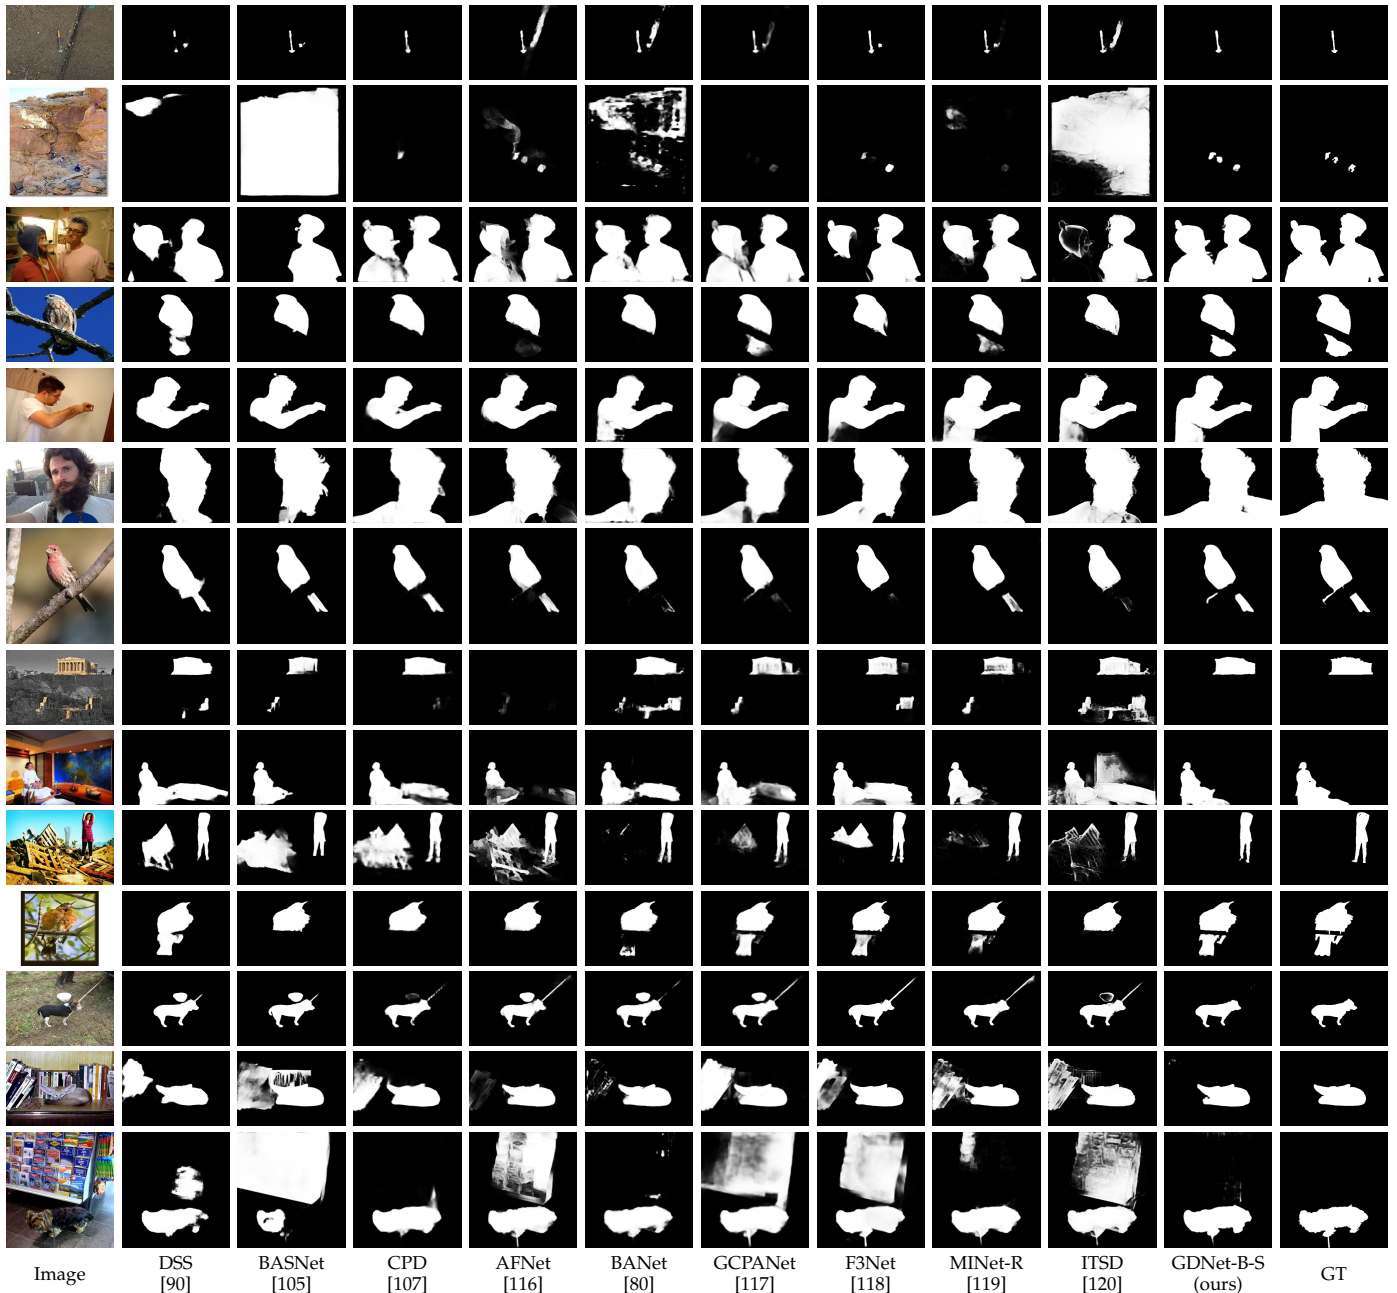 Image DSS BASNet CPD AFNet BANet GCPANet F3Net MINet-R ITSD GDNet-B-S GT
[90] [105] [107] [116] [80] [117] [118] [119] [120] (ours)